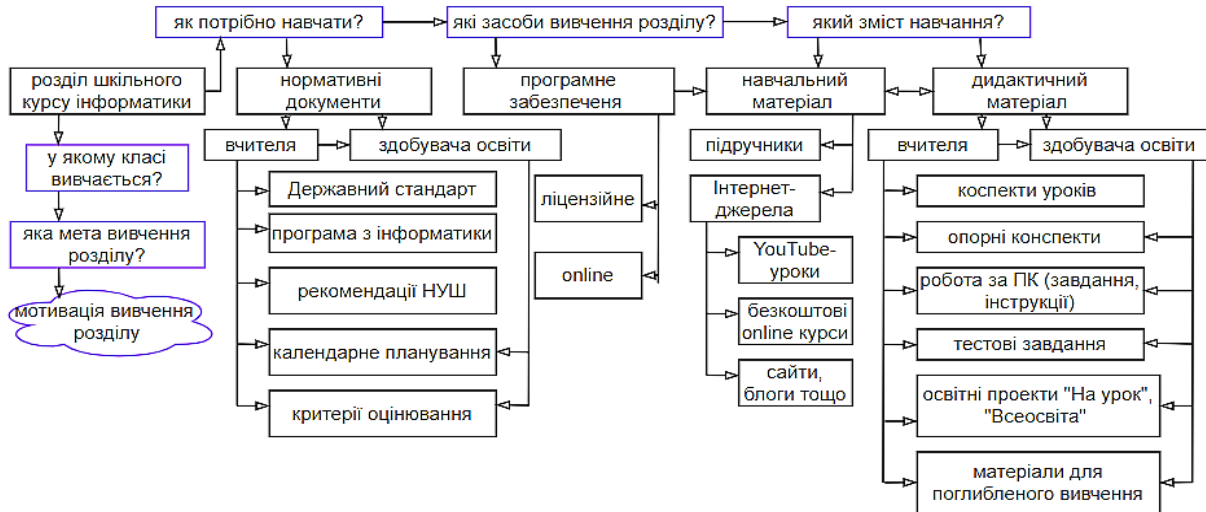 як потрібно навчати?
які засоби вивчення розділу?
який зміст навчання?
розділ шкільного
курсу інформатики
нормативні
документи
програмне
забезпеченя
навчальний
матеріал
дидактичний
матеріал
у якому класі
вивчається?
яка мета вивчення
розділу?
мотивація вивчення
розділу
вчителя
здобувача освіти
Державний стандарт
програма з інформатики
рекомендації НУШ
календарне планування
критерії оцінювання
ліцензійне
online
підручники
Інтернет-
джерела
YouTube-
уроки
безкоштові
online курси
сайти,
блоги тощо
вчителя
здобувача освіти
коспекти уроків
опорні конспекти
робота за ПК (завдання,
інструкції)
тестові завдання
освітні проекти "На урок",
"Всеосвіта"
матеріали для
поглибленого вивчення